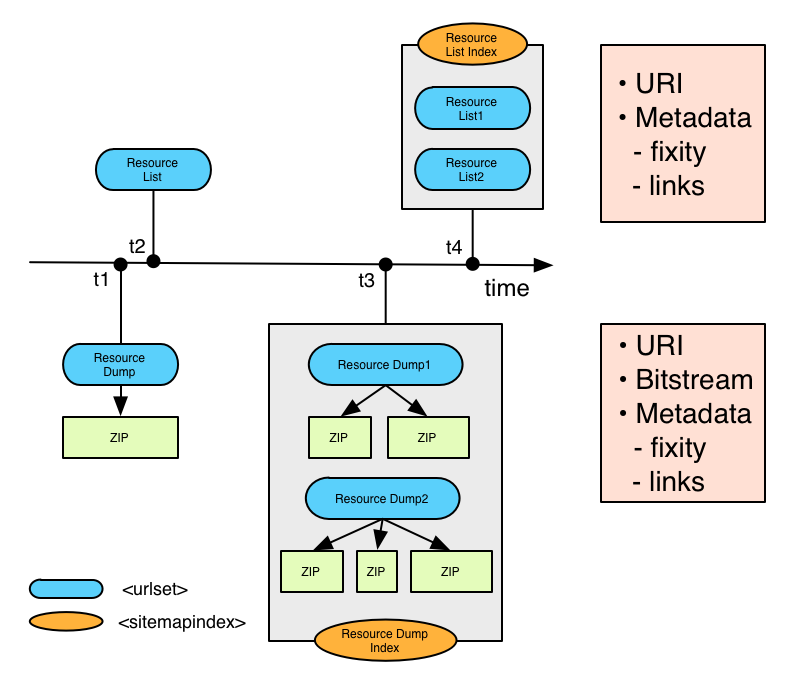 Resource
List Index
Resource
List1
Resource
List2
• URI
• Metadata
- fixity
- links
Resource
List
t2
t4
t1
t3
time
Resource
Dump
ZIP
Resource Dump1
ZIP
ZIP
Resource Dump2
ZIP
ZIP
ZIP
Resource Dump
Index
• URI
• Bitstream
• Metadata
- fixity
- links
<urlset>
<sitemapindex>